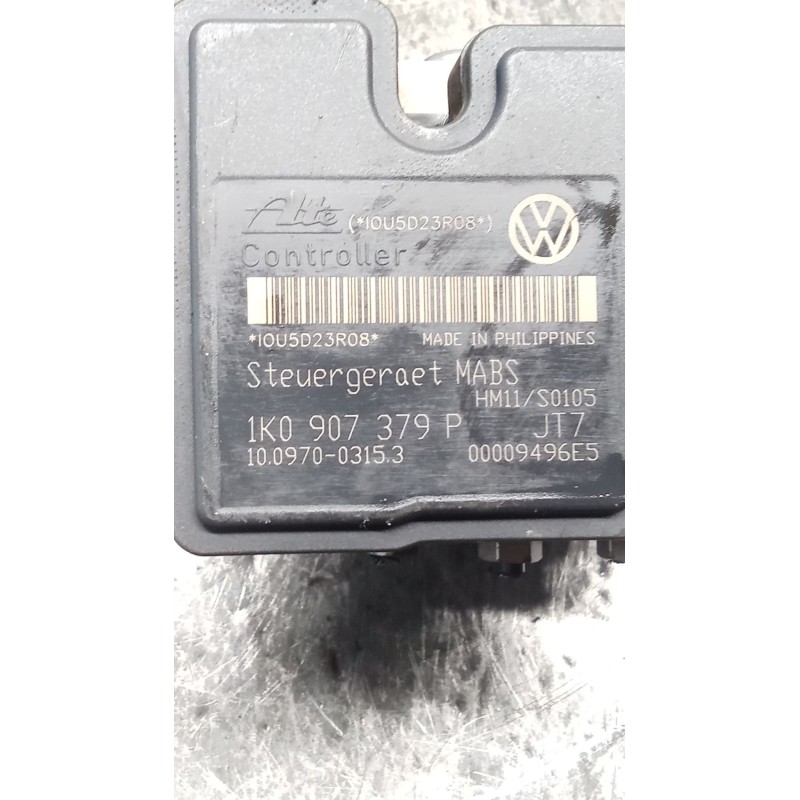 Ate (*IOU5D23R08*)
Controller
*IOU5D23R08* MADE IN PHILIPPINES
Steuergeraet MABS
HM11/S0105
1K0 907 379 P JT7
10.0970-0315.3 00009496E5